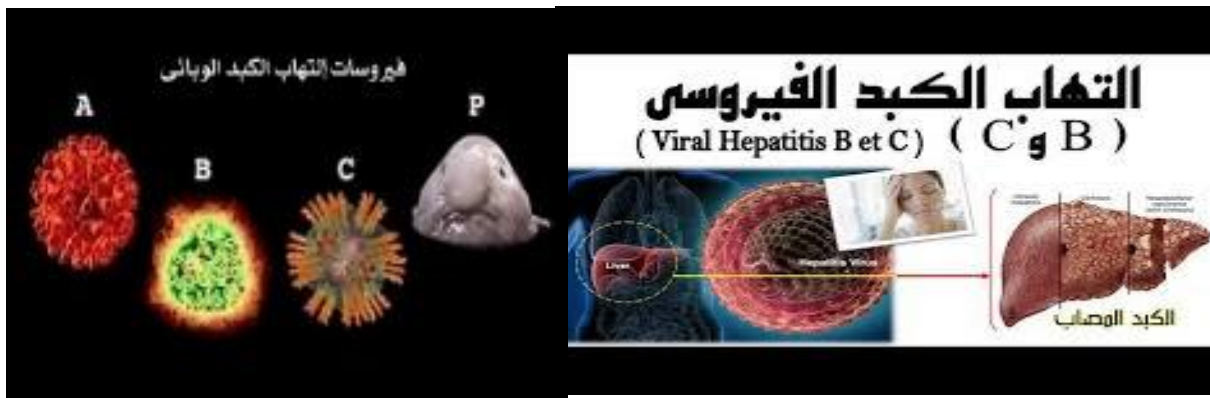 فيروسات إلتهاب الكبد الوبائى
A
B
C
P
التهاب الكبد الفيروسى
(Viral Hepatitis B et C) ( B و C )
Liver
Hepatitis Virus
الكبد المصاب